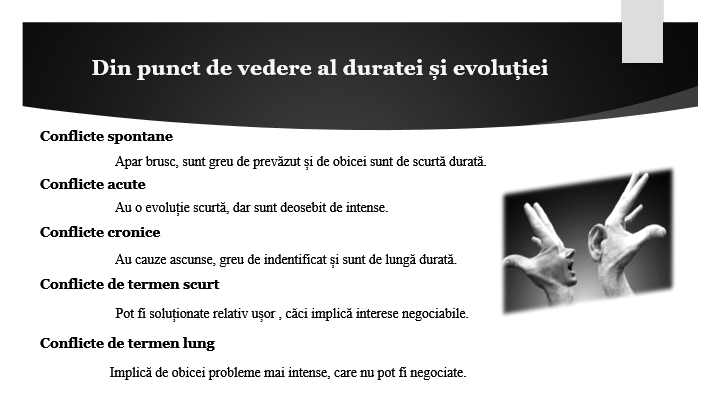 Din punct de vedere al duratei și evoluției
Conflicte spontane
Apar brusc, sunt greu de prevăzut și de obicei sunt de scurtă durată.
Conflicte acute
Au o evoluție scurtă, dar sunt deosebit de intense.
Conflicte cronice
Au cauze ascunse, greu de indentificat și sunt de lungă durată.
Conflicte de termen scurt
Pot fi soluționate relativ ușor , căci implică interese negociabile.
Conflicte de termen lung
Implică de obicei probleme mai intense, care nu pot fi negociate.